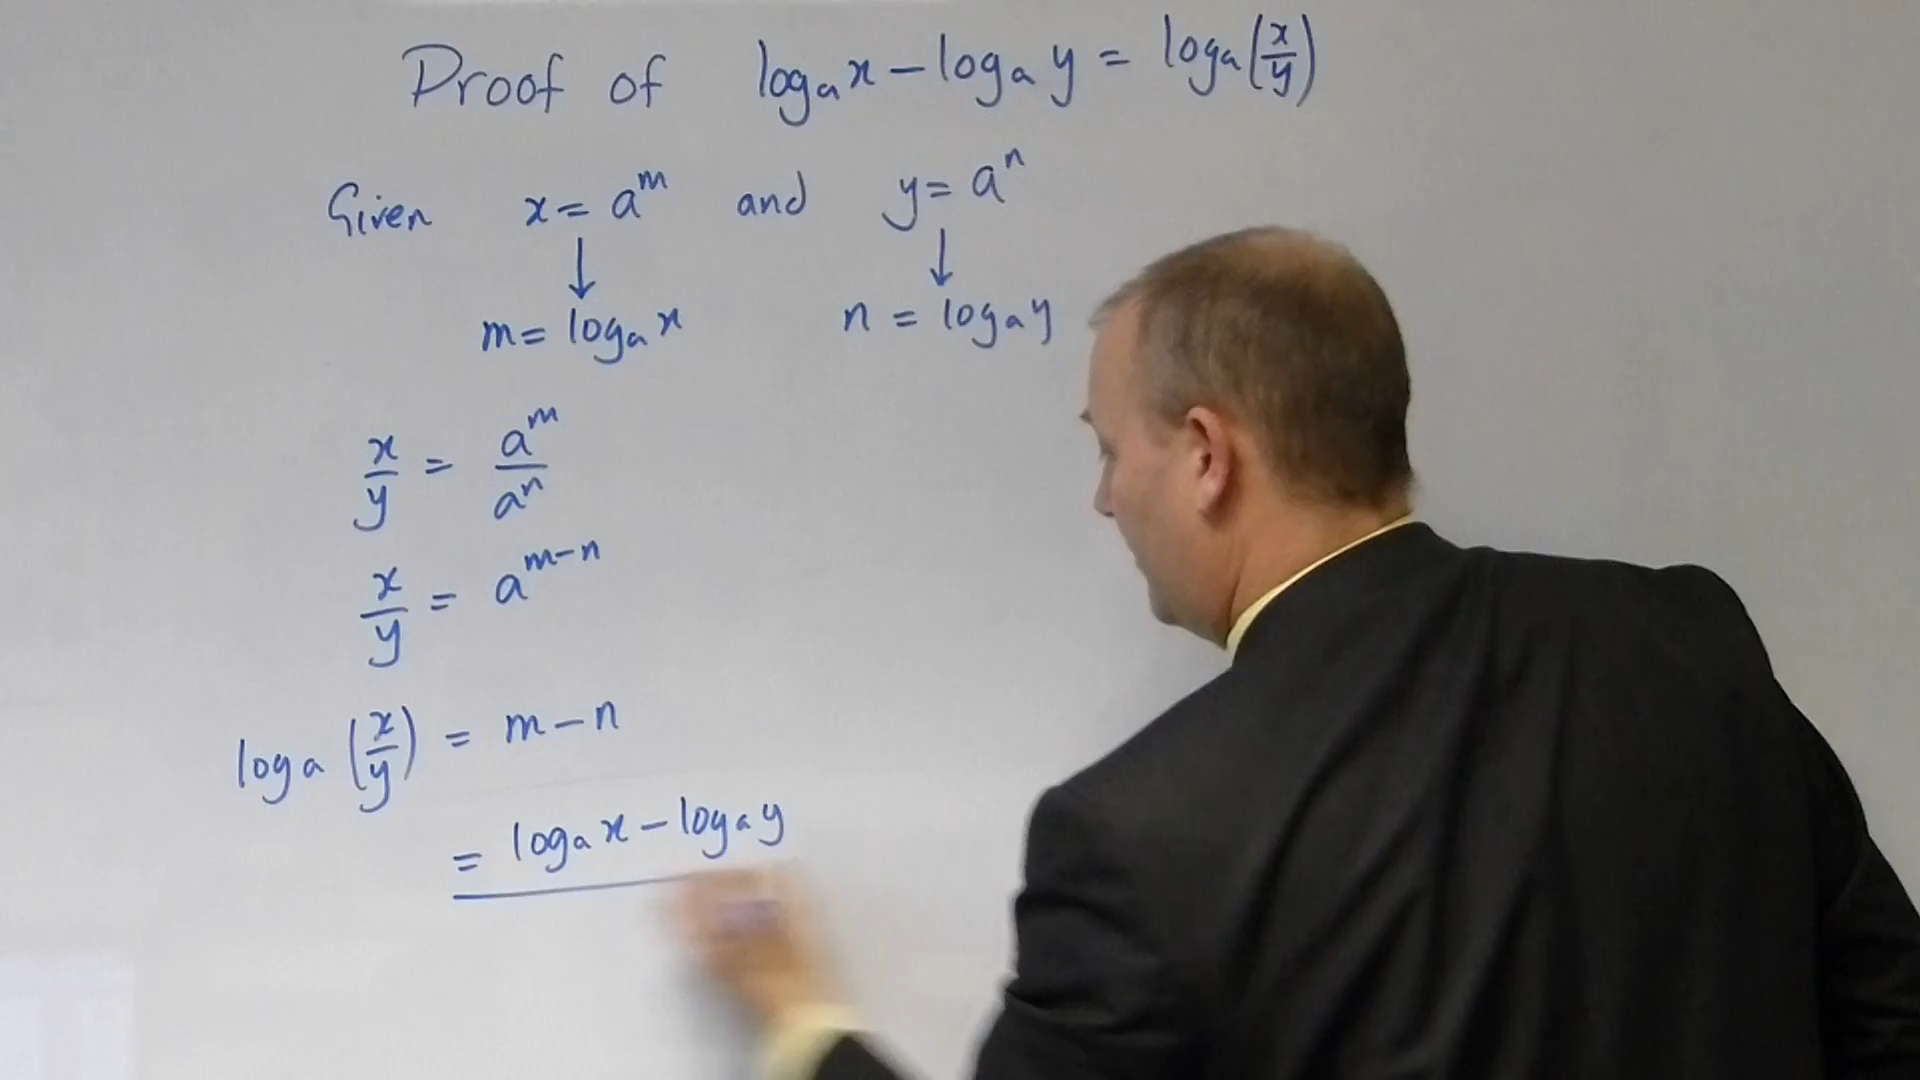 Proof of logₐx − logₐy = logₐ(x/y)
Given x = aᵐ and y = aⁿ
↓ ↓
m = logₐx n = logₐy
x/y = aᵐ/aⁿ
x/y = aᵐ⁻ⁿ
logₐ(x/y) = m − n
= logₐx − logₐy